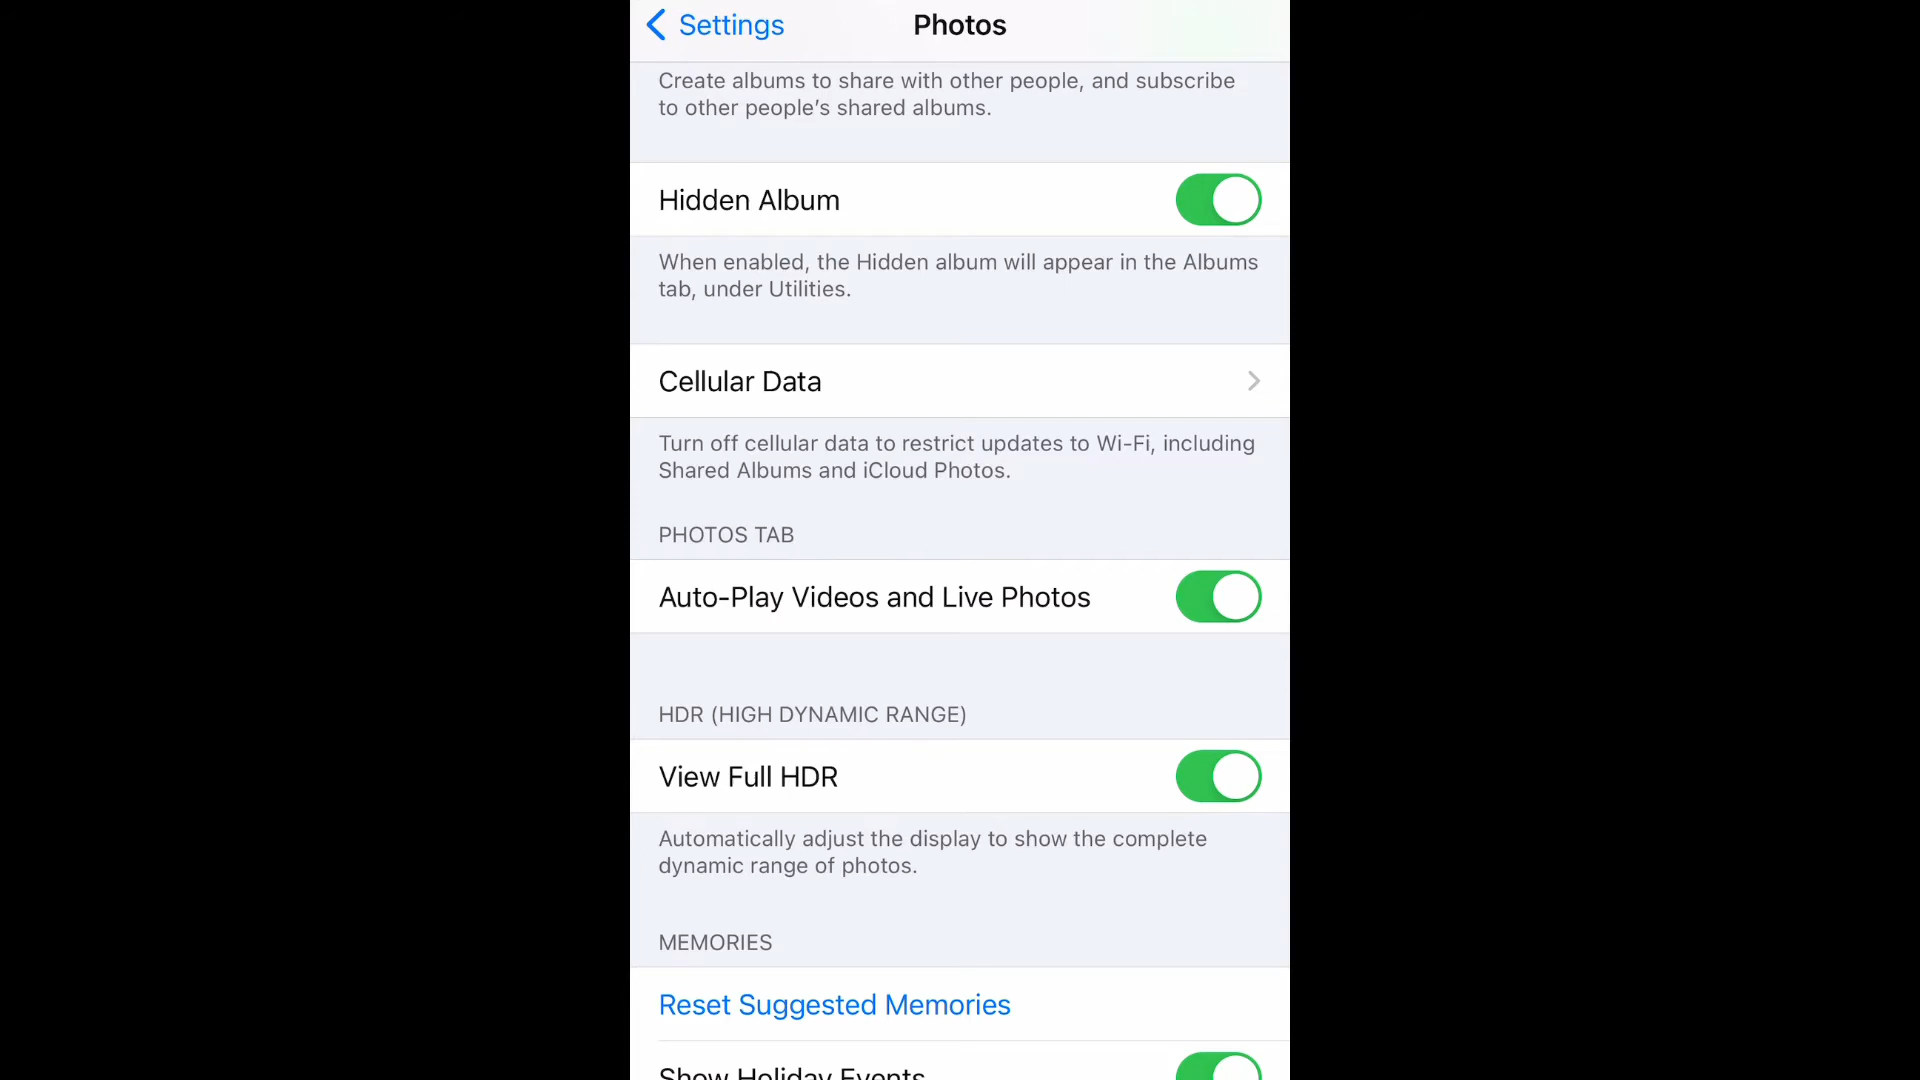 Settings
Photos
Create albums to share with other people, and subscribe
to other people’s shared albums.
Hidden Album
When enabled, the Hidden album will appear in the Albums
tab, under Utilities.
Cellular Data
Turn off cellular data to restrict updates to Wi-Fi, including
Shared Albums and iCloud Photos.
PHOTOS TAB
Auto-Play Videos and Live Photos
HDR (HIGH DYNAMIC RANGE)
View Full HDR
Automatically adjust the display to show the complete
dynamic range of photos.
MEMORIES
Reset Suggested Memories
Show Holiday Events